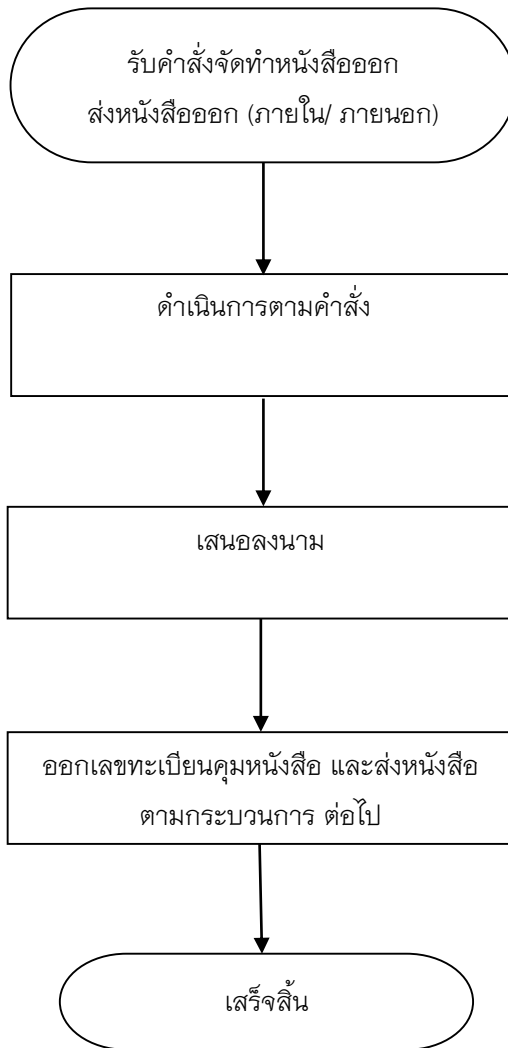 รับคำสั่งจัดทำหนังสือออก
ส่งหนังสือออก (ภายใน/ ภายนอก)
ดำเนินการตามคำสั่ง
เสนอลงนาม
ออกเลขทะเบียนคุมหนังสือ และส่งหนังสือ
ตามกระบวนการ ต่อไป
เสร็จสิ้น